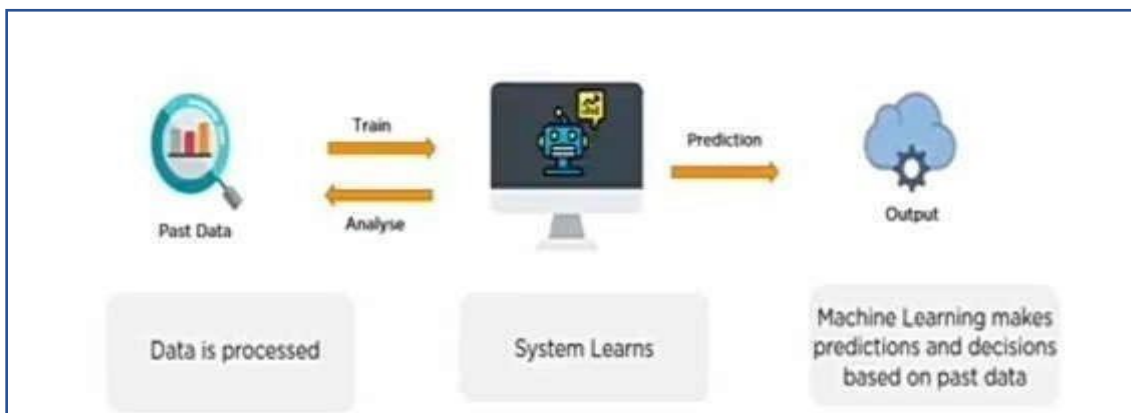 Train
Prediction
Past Data
Analyse
Output
Data is processed
System Learns
Machine Learning makes
predictions and decisions
based on past data